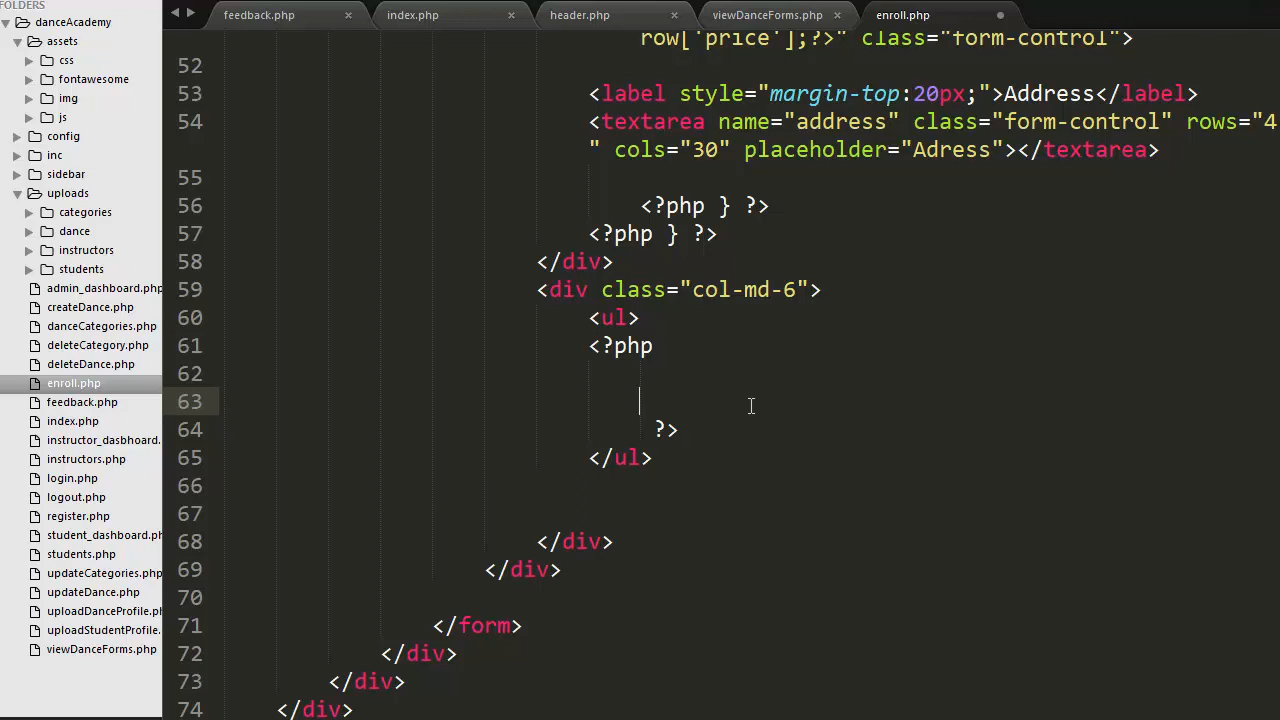 FOLDERS
danceAcademy
assets
css
fontawesome
img
js
config
inc
sidebar
uploads
categories
dance
instructors
students
admin_dashboard.php
createDance.php
danceCategories.php
deleteCategory.php
deleteDance.php
enroll.php
feedback.php
index.php
instructor_dasbhoard.
instructors.php
login.php
logout.php
register.php
student_dashboard.ph
students.php
updateCategories.php
updateDance.php
uploadDanceProfile.ph
uploadStudentProfile.
viewDanceForms.php
feedback.php
index.php
header.php
viewDanceForms.php
enroll.php
row['price'];?>" class="form-control">
52
53 <label style="margin-top:20px;">Address</label>
54 <textarea name="address" class="form-control" rows="4
" cols="30" placeholder="Adress"></textarea>
55
56 <?php } ?>
57 <?php } ?>
58 </div>
59 <div class="col-md-6">
60 <ul>
61 <?php
62
63
64 ?>
65 </ul>
66
67
68 </div>
69 </div>
70
71 </form>
72 </div>
73 </div>
74 </div>